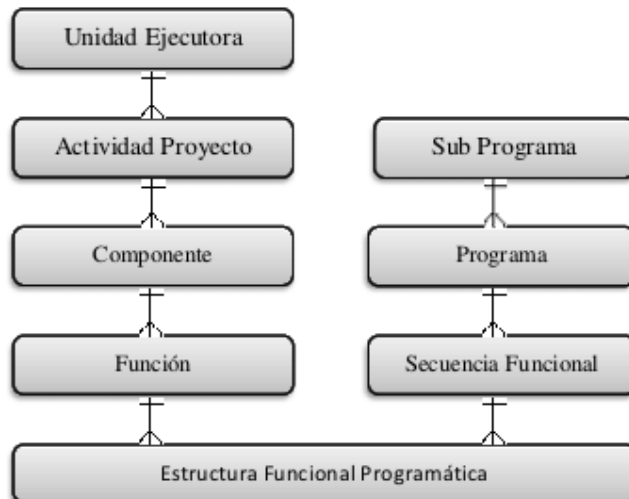 Unidad Ejecutora
Actividad Proyecto
Sub Programa
Componente
Programa
Función
Secuencia Funcional
Estructura Funcional Programática